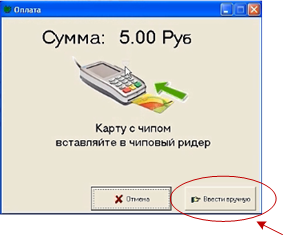 Оплата
Сумма: 5.00 Руб
Карту с чипом
вставляйте в чиповый ридер
Отмена
Ввести вручную